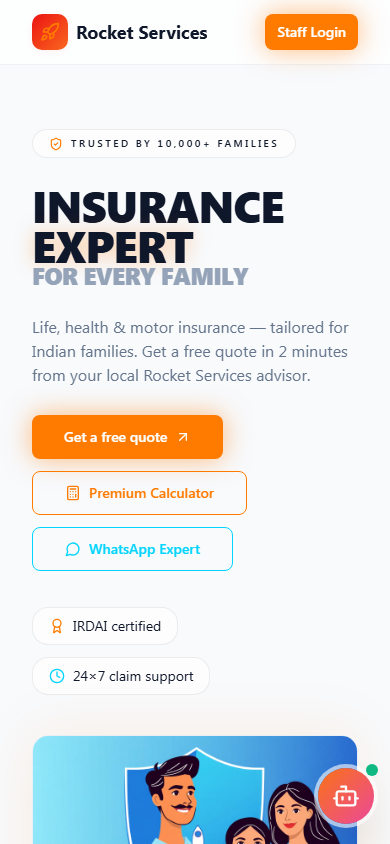 Rocket Services
Staff Login
TRUSTED BY 10,000+ FAMILIES
INSURANCE
EXPERT
FOR EVERY FAMILY
Life, health & motor insurance — tailored for
Indian families. Get a free quote in 2 minutes
from your local Rocket Services advisor.
Get a free quote
Premium Calculator
WhatsApp Expert
IRDAI certified
24×7 claim support